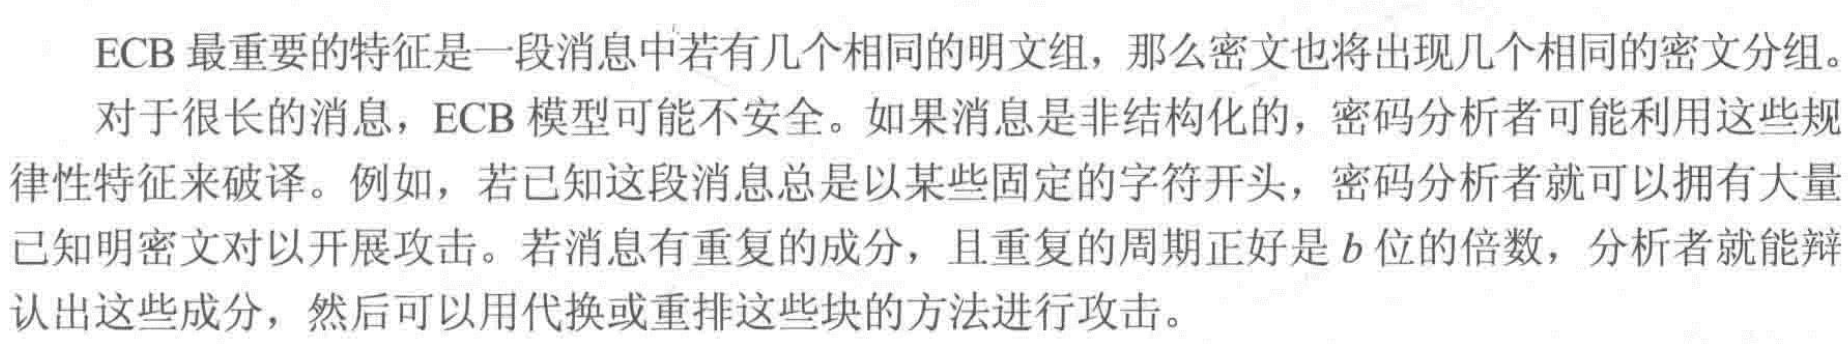 ECB 最重要的特征是一段消息中若有几个相同的明文组，那么密文也将出现几个相同的密文分组。
对于很长的消息，ECB 模型可能不安全。如果消息是非结构化的，密码分析者可能利用这些规
律性特征来破译。例如，若已知这段消息总是以某些固定的字符开头，密码分析者就可以拥有大量
已知明密文对以开展攻击。若消息有重复的成分，且重复的周期正好是 b 位的倍数，分析者就能辩
认出这些成分，然后可以用代换或重排这些块的方法进行攻击。